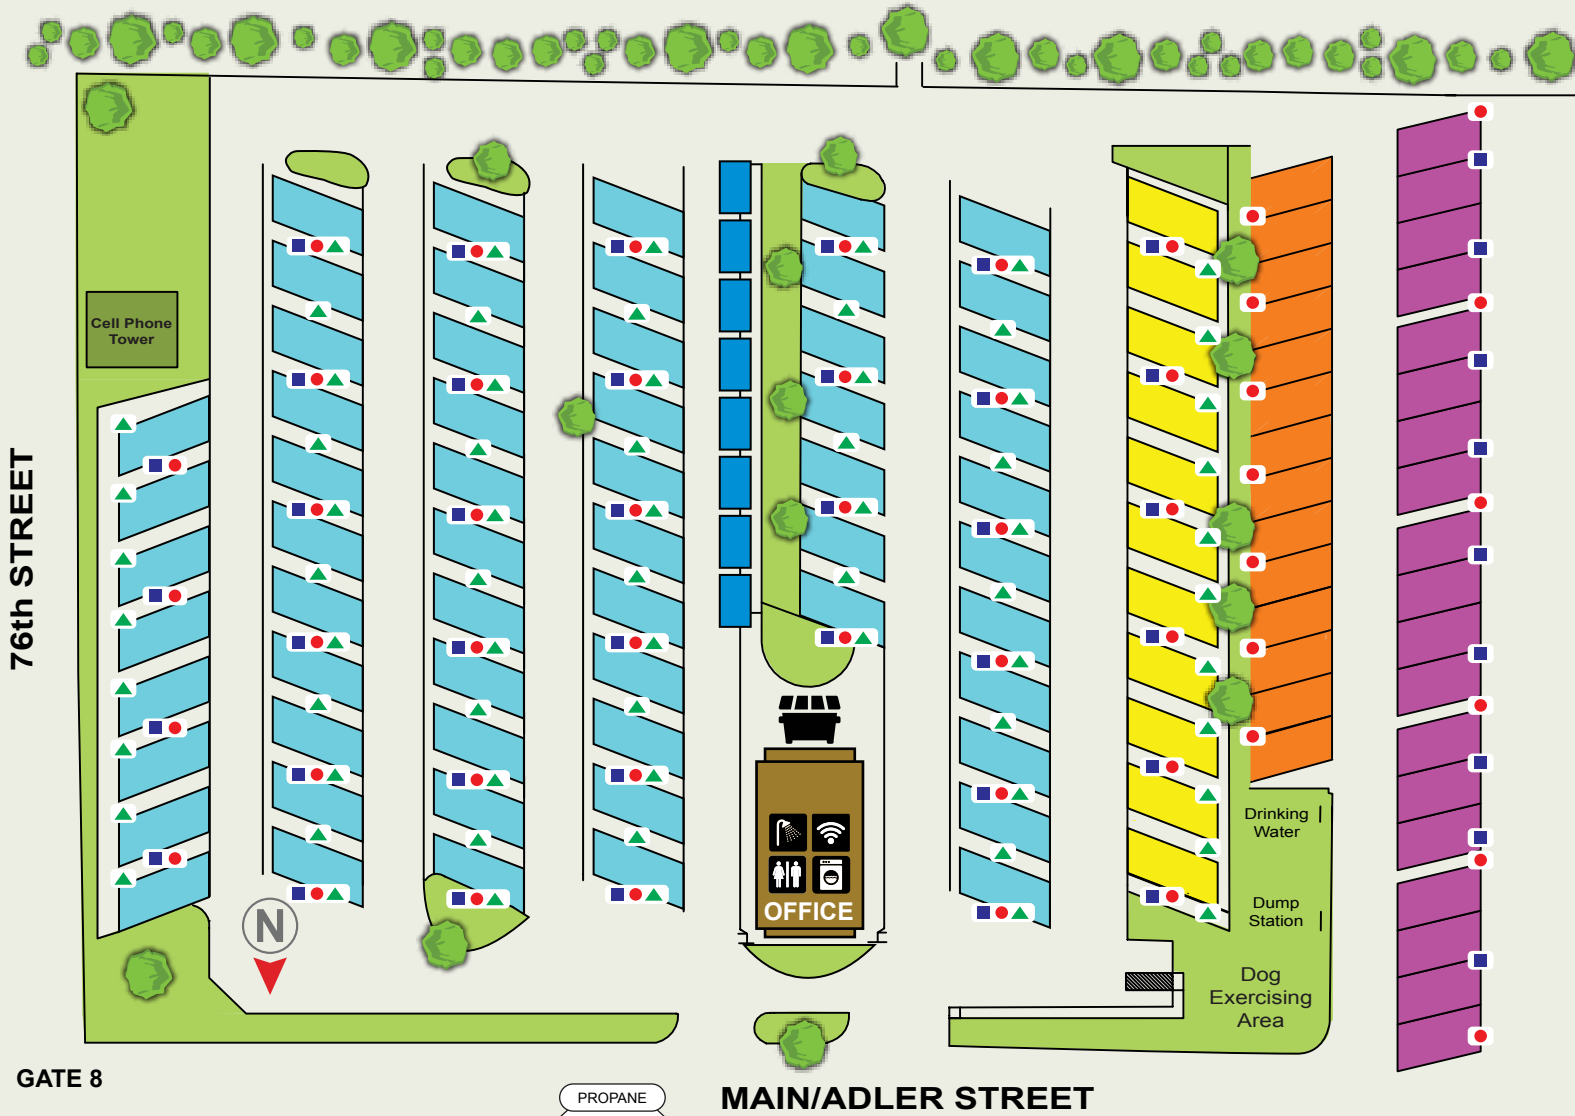 Cell Phone
Tower
76th STREET
OFFICE
Drinking
Water
Dump
Station
Dog
Exercising
Area
N
GATE 8
PROPANE
MAIN/ADLER STREET